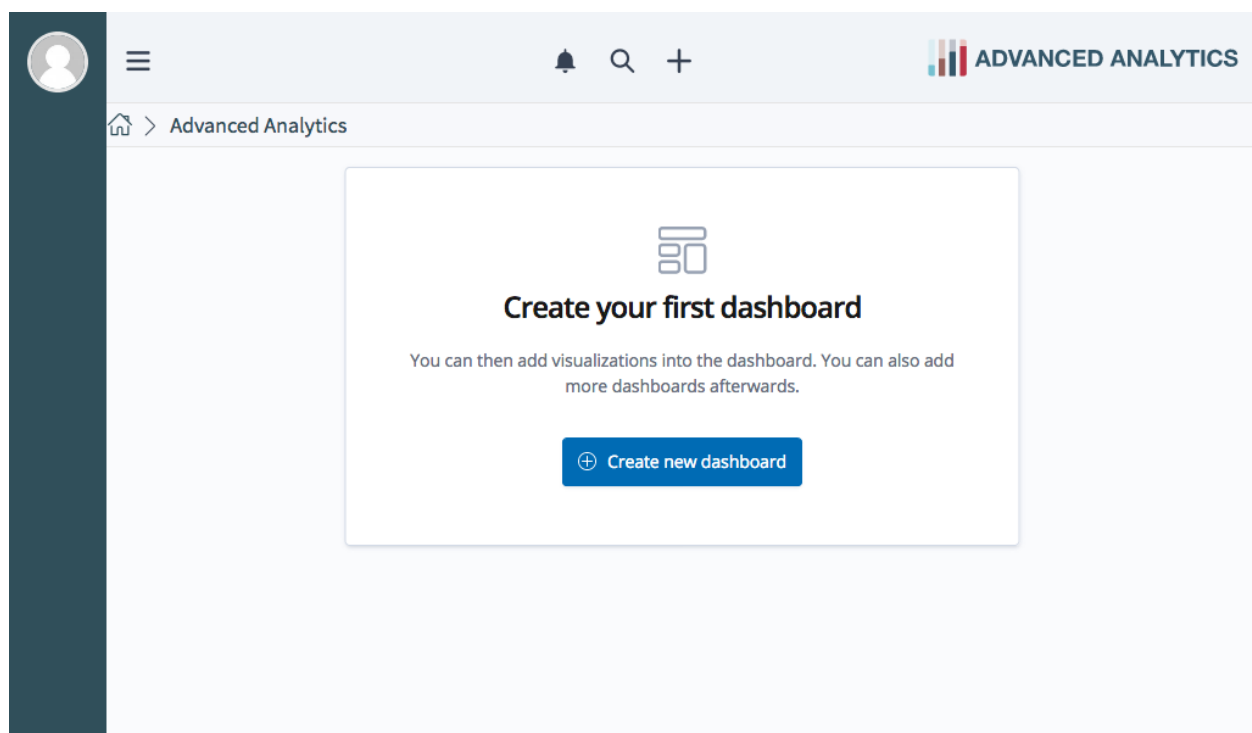 ADVANCED ANALYTICS
Advanced Analytics
Create your first dashboard
You can then add visualizations into the dashboard. You can also add
more dashboards afterwards.
Create new dashboard